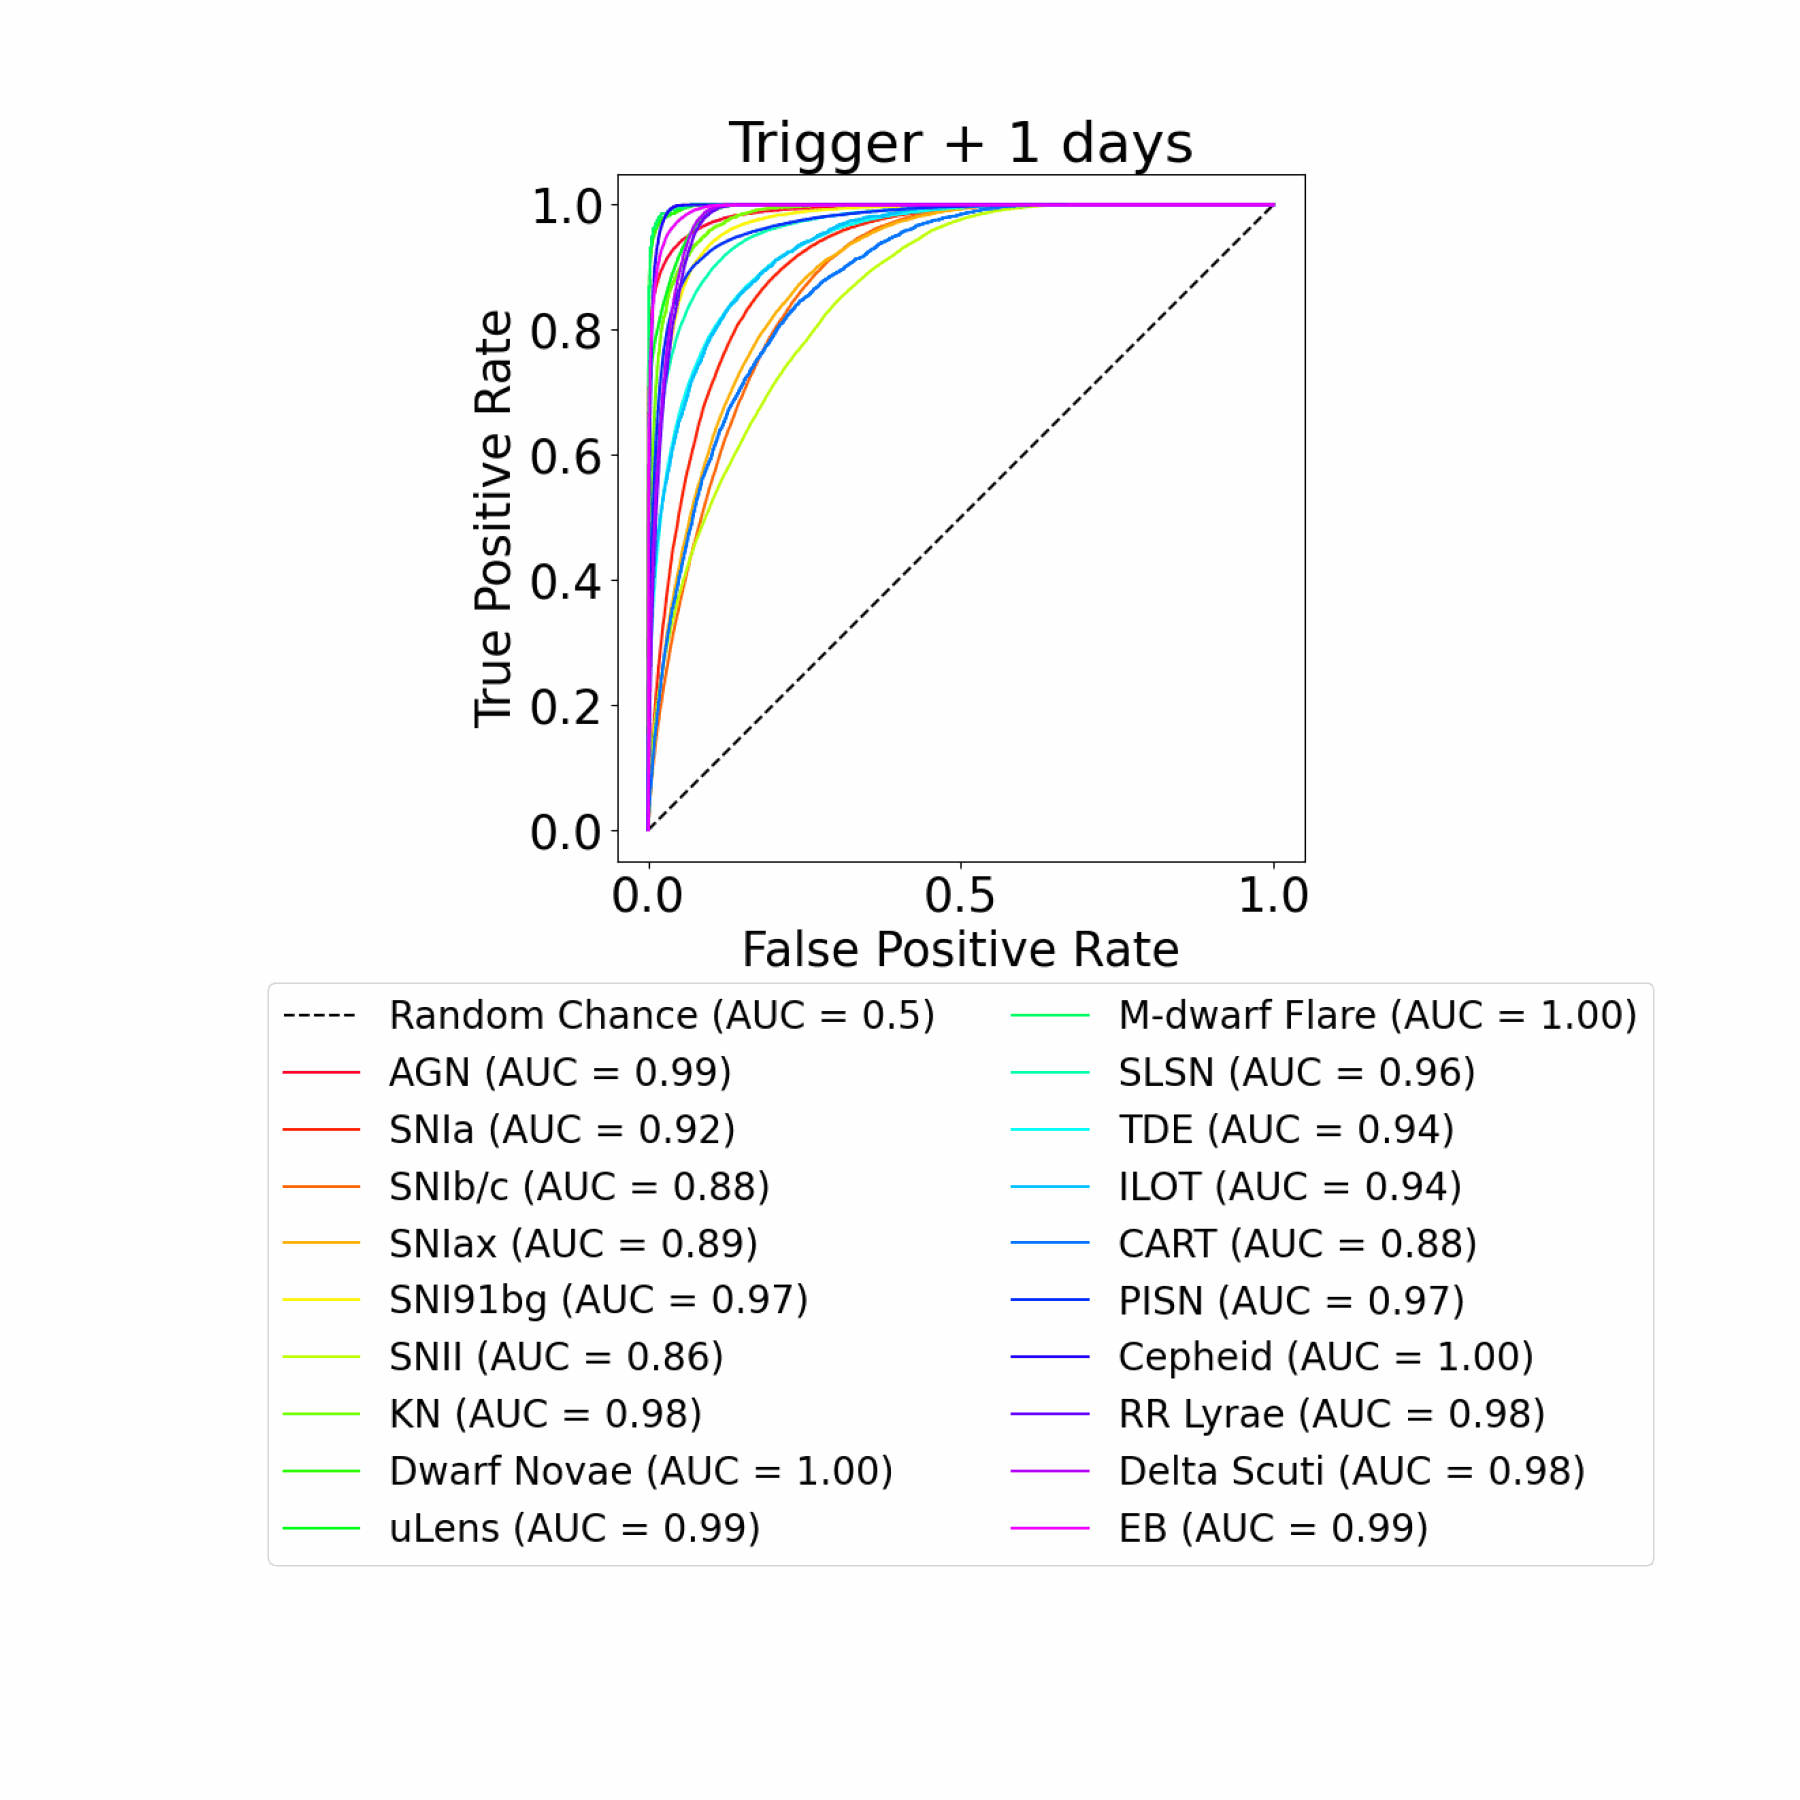 Trigger + 1 days
1.0
0.8
0.6
0.4
0.2
0.0
True Positive Rate
0.0 0.5 1.0
False Positive Rate
Random Chance (AUC = 0.5)
AGN (AUC = 0.99)
SNIa (AUC = 0.92)
SNIb/c (AUC = 0.88)
SNIax (AUC = 0.89)
SNI91bg (AUC = 0.97)
SNII (AUC = 0.86)
KN (AUC = 0.98)
Dwarf Novae (AUC = 1.00)
uLens (AUC = 0.99)
M-dwarf Flare (AUC = 1.00)
SLSN (AUC = 0.96)
TDE (AUC = 0.94)
ILOT (AUC = 0.94)
CART (AUC = 0.88)
PISN (AUC = 0.97)
Cepheid (AUC = 1.00)
RR Lyrae (AUC = 0.98)
Delta Scuti (AUC = 0.98)
EB (AUC = 0.99)